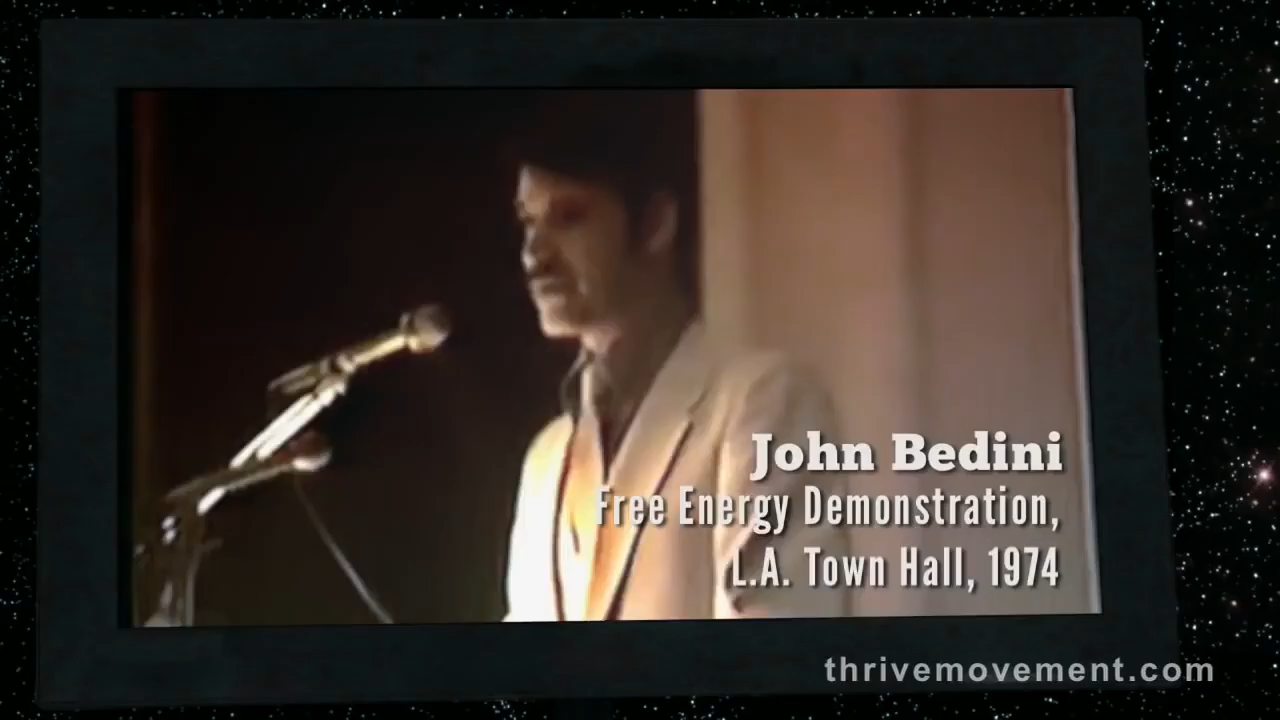 John Bedini
Free Energy Demonstration,
L.A. Town Hall, 1974
thrivemovement.com